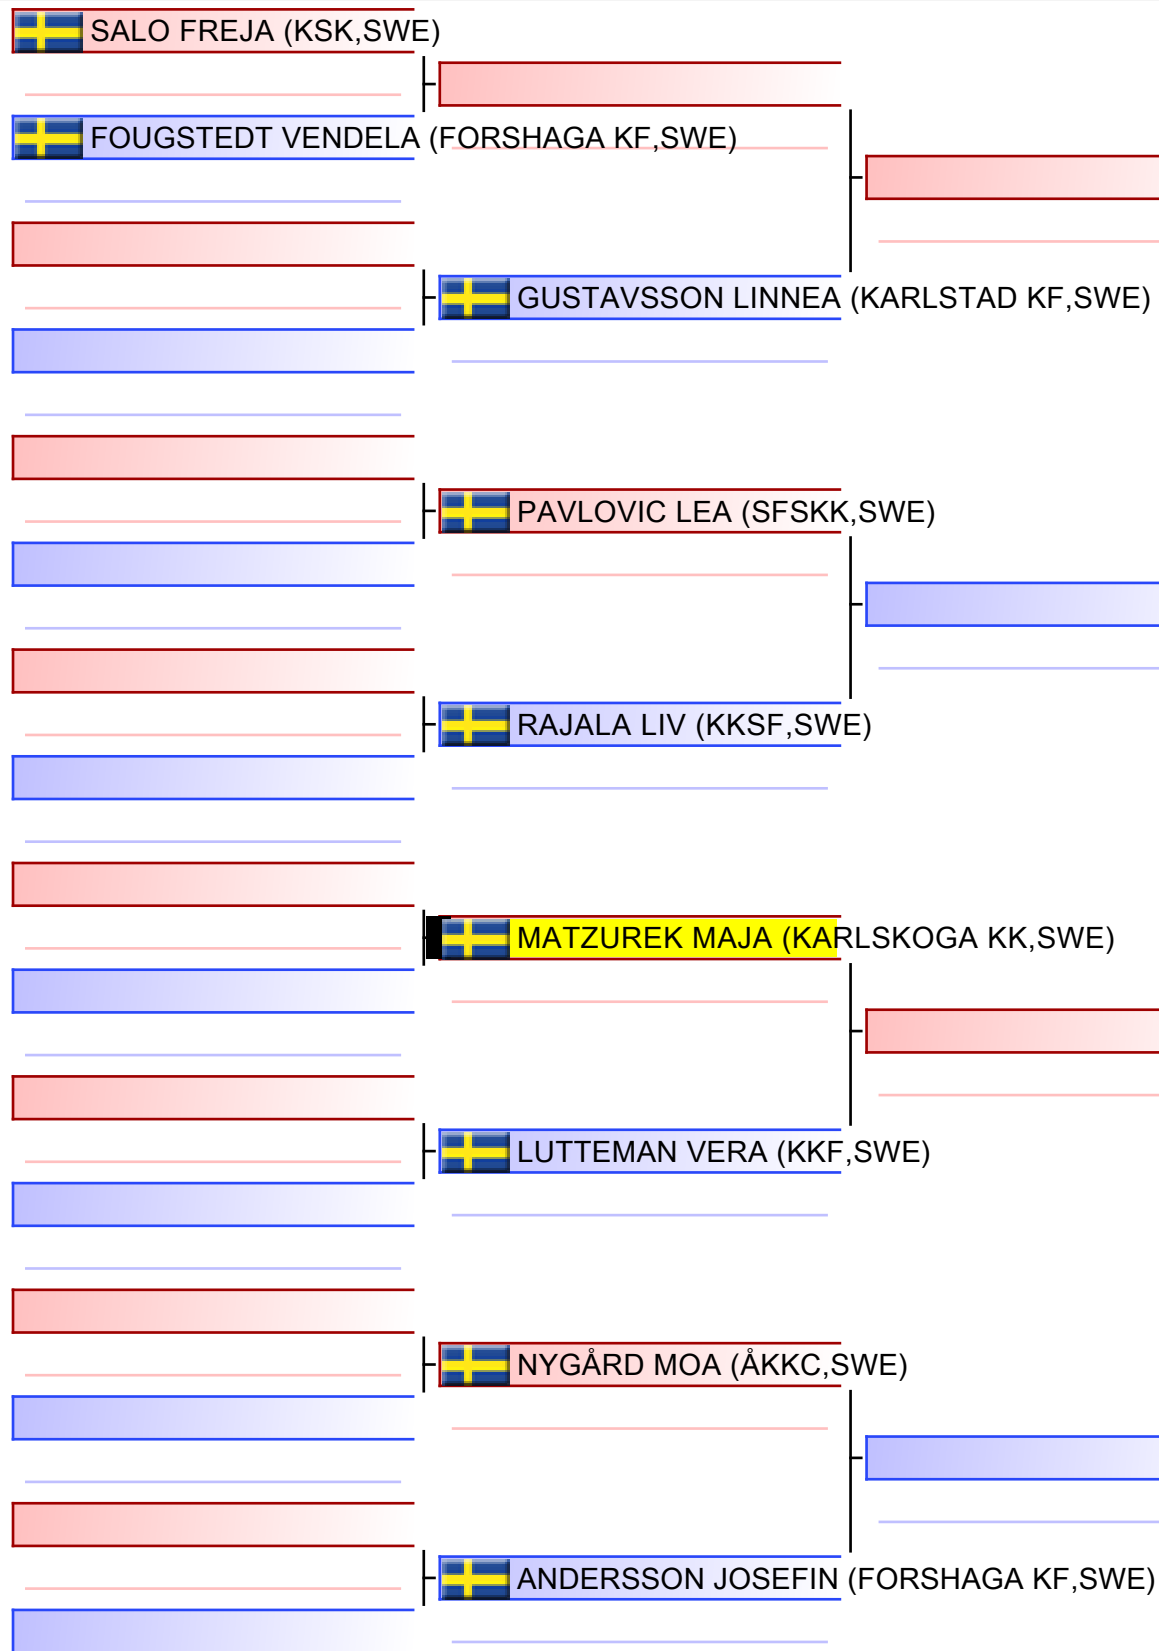 SALO FREJA (KSK,SWE)
FOUGSTEDT VENDELA (FORSHAGA KF,SWE)
GUSTAVSSON LINNEA (KARLSTAD KF,SWE)
PAVLOVIC LEA (SFSKK,SWE)
RAJALA LIV (KKSF,SWE)
MATZUREK MAJA (KARLSKOGA KK,SWE)
LUTTEMAN VERA (KKF,SWE)
NYGÅRD MOA (ÅKKC,SWE)
ANDERSSON JOSEFIN (FORSHAGA KF,SWE)